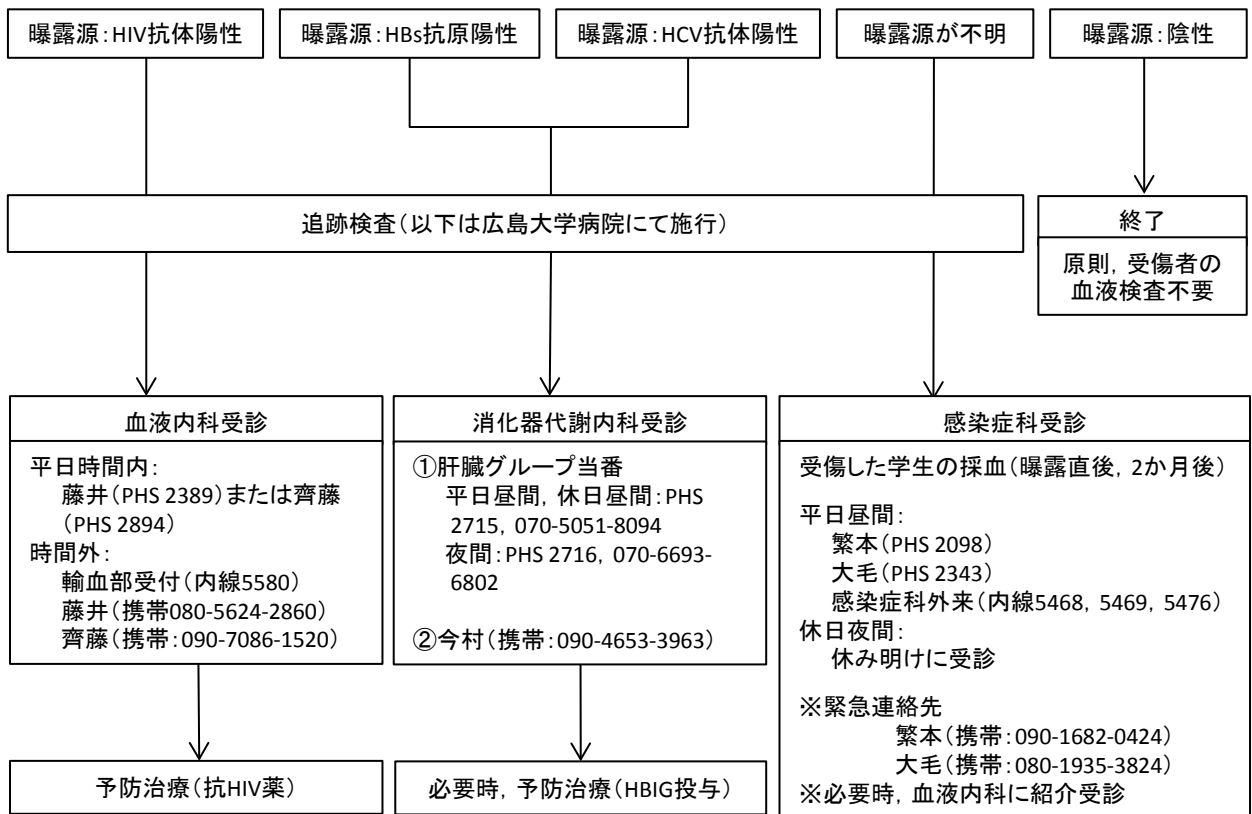 曝露源：HIV抗体陽性
曝露源：HBs抗原陽性
曝露源：HCV抗体陽性
曝露源が不明
曝露源：陰性
追跡検査（以下は広島大学病院にて施行）
終了
原則，受傷者の
血液検査不要
血液内科受診
平日時間内：
藤井（PHS 2389）または齊藤
（PHS 2894）
時間外：
輸血部受付（内線5580）
藤井（携帯080-5624-2860）
齊藤（携帯：090-7086-1520）
消化器代謝内科受診
①肝臓グループ当番
平日昼間，休日昼間：PHS
2715，070-5051-8094
夜間：PHS 2716，070-6693-
6802
②今村（携帯：090-4653-3963）
感染症科受診
受傷した学生の採血（曝露直後，2か月後）
平日昼間：
繁本（PHS 2098）
大毛（PHS 2343）
感染症科外来（内線5468，5469，5476）
休日夜間：
休み明けに受診
※緊急連絡先
繁本（携帯：090-1682-0424）
大毛（携帯：080-1935-3824）
※必要時，血液内科に紹介受診
予防治療（抗HIV薬）
必要時，予防治療（HBIG投与）